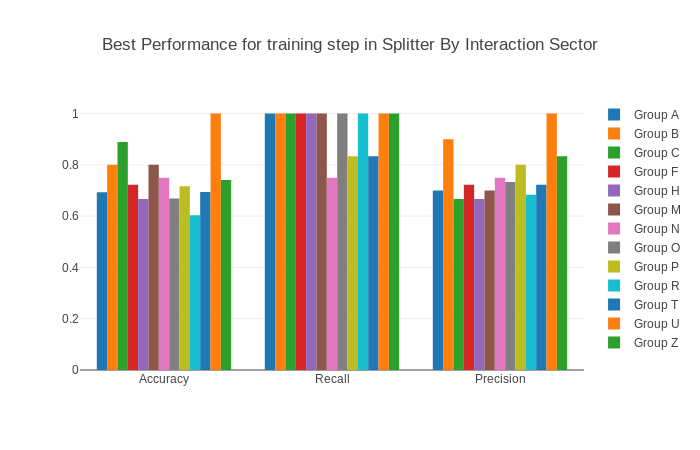 Best Performance for training step in Splitter By Interaction Sector
1
0.8
0.6
0.4
0.2
0
Accuracy
Recall
Precision
Group A
Group B
Group C
Group F
Group H
Group M
Group N
Group O
Group P
Group R
Group T
Group U
Group Z